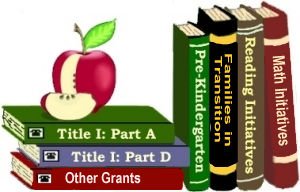 Title I: Part A
Title I: Part D
Other Grants
Pre-Kindergarten
Families in
Transition
Reading Initiatives
Math Initiatives